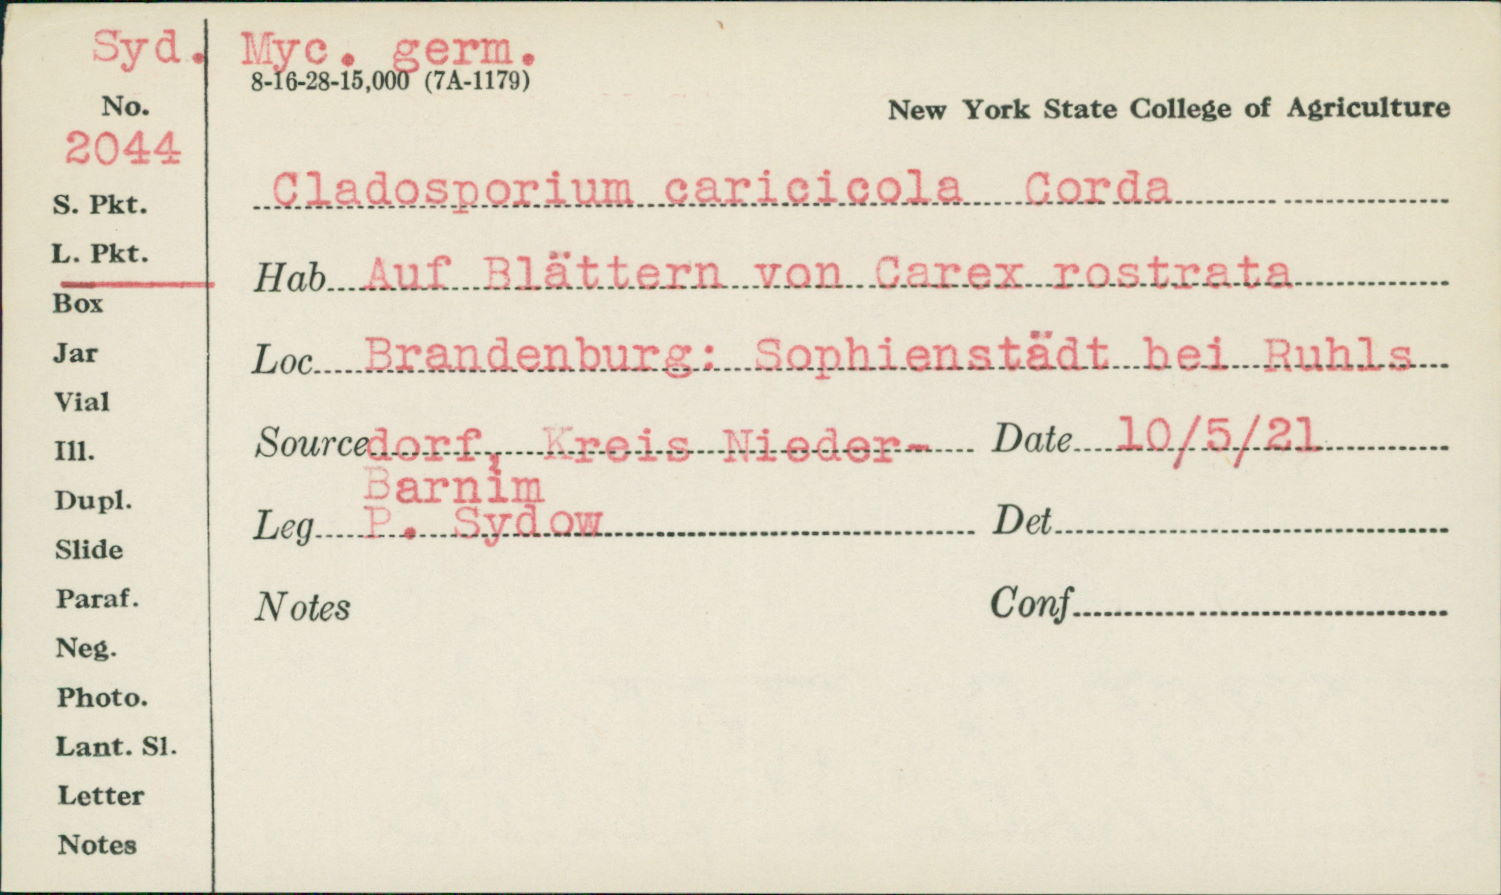 Syd. Myc. germ.
8-16-28-15,000 (7A-1179)
No.
New York State College of Agriculture
2044
Cladosporium caricicola Corda
S. Pkt.
L. Pkt.
Hab. Auf Blättern von Carex rostrata
Box
Jar
Loc. Brandenburg: Sophienstädt bei Ruhls
Vial
Ill.
Source dorf, Kreis Nieder- Date 10/5/21
Barnim
Dupl.
Leg. P. Sydow Det.
Slide
Paraf.
Notes Conf.
Neg.
Photo.
Lant. Sl.
Letter
Notes